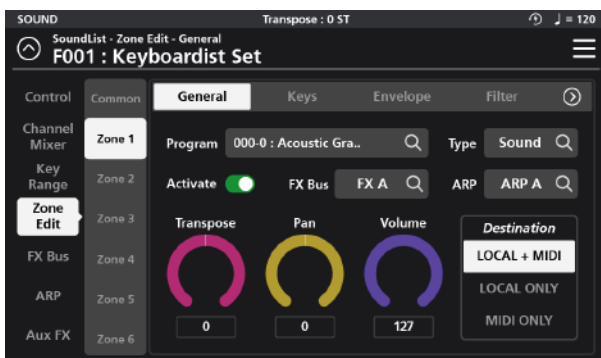 SOUND Transpose : 0 ST ♩ = 120
SoundList - Zone Edit - General
F001 : Keyboardist Set
Control Common General Keys Envelope Filter
Channel
Mixer
Zone 1 Program 000-0 : Acoustic Gra.. Type Sound
Key
Range
Zone 2 Activate FX Bus FX A ARP ARP A
Zone
Edit
Zone 3 Transpose Pan Volume Destination
FX Bus Zone 4 LOCAL + MIDI
ARP Zone 5 LOCAL ONLY
0 0 127 MIDI ONLY
Aux FX Zone 6